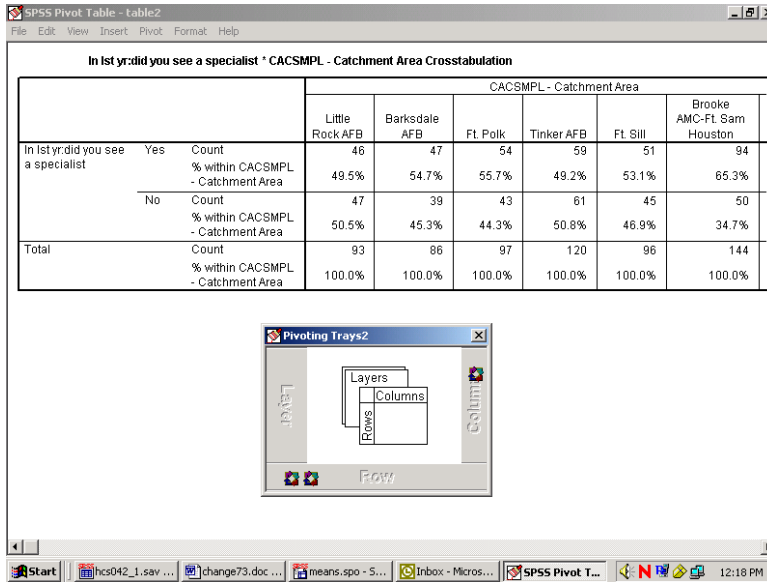 SPSS Pivot Table - table2
File Edit View Insert Pivot Format Help
In lst yr:did you see a specialist * CACSMPL - Catchment Area Crosstabulation
CACSMPL - Catchment Area
Little Rock AFB Barksdale AFB Ft. Polk Tinker AFB Ft. Sill Brooke AMC-Ft. Sam Houston
In lst yr:did you see a specialist Yes Count 46 47 54 59 51 94
% within CACSMPL - Catchment Area 49.5% 54.7% 55.7% 49.2% 53.1% 65.3%
No Count 47 39 43 61 45 50
% within CACSMPL - Catchment Area 50.5% 45.3% 44.3% 50.8% 46.9% 34.7%
Total Count 93 86 97 120 96 144
% within CACSMPL - Catchment Area 100.0% 100.0% 100.0% 100.0% 100.0% 100.0%
Pivoting Trays2
Layer
Layers
Columns
Rows
Column
Row
Start hcs042_1.sav ... change73.doc ... means.spo - S... Inbox - Micros... SPSS Pivot T... 12:18 PM